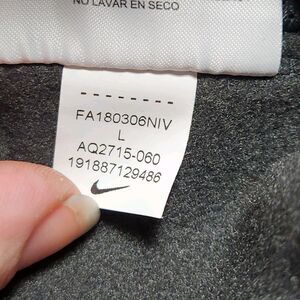 NO LAVAR EN SECO
FA180306NIV
L
AQ2715-060
191887129486